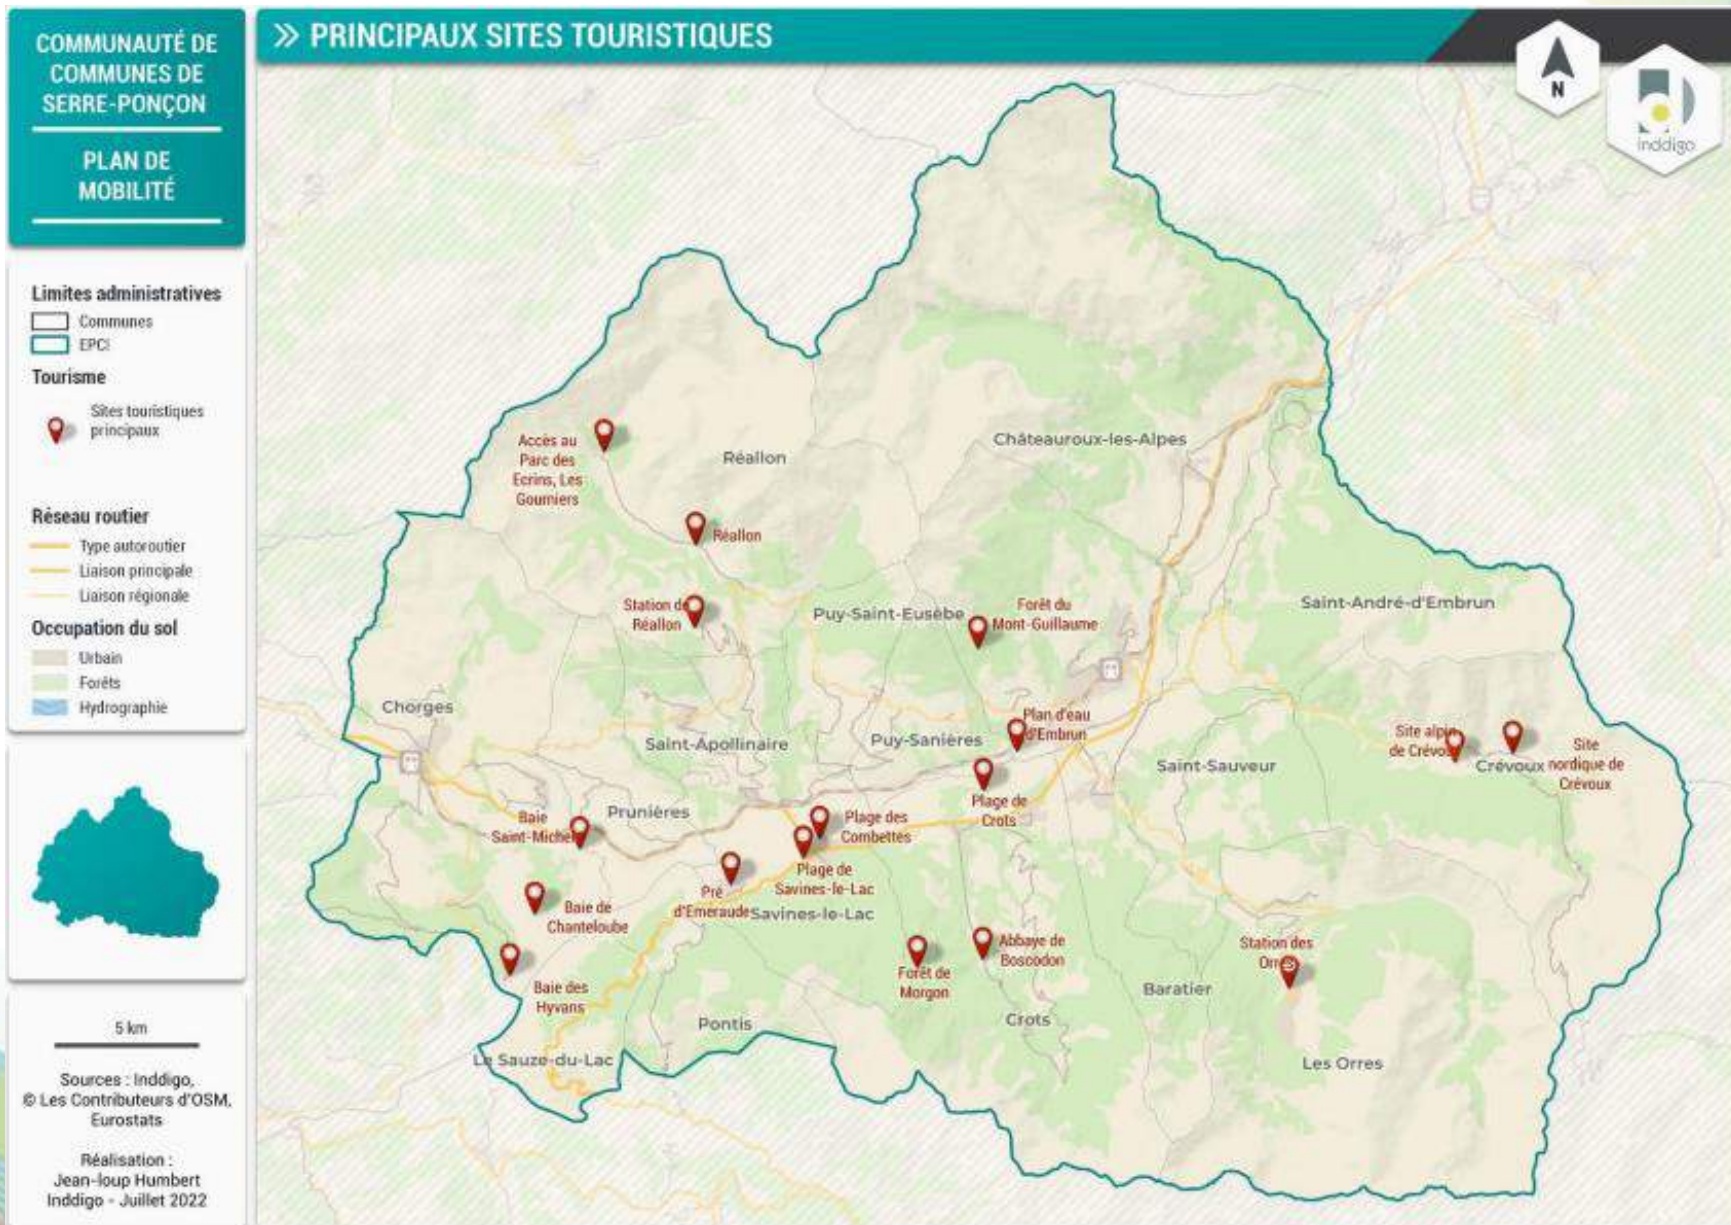 COMMUNAUTÉ DE
COMMUNES DE
SERRE-PONÇON
PLAN DE
MOBILITÉ
>> PRINCIPAUX SITES TOURISTIQUES
N
inddigo
Limites administratives
Communes
EPCI
Tourisme
Sites touristiques
principaux
Réseau routier
Type autoroutier
Liaison principale
Liaison régionale
Occupation du sol
Urbain
Forêts
Hydrographie
5 km
Sources : Inddigo,
© Les Contributeurs d'OSM,
Eurostats
Réalisation :
Jean-loup Humbert
Inddigo - Juillet 2022
Accès au
Parc des
Ecrins, Les
Gourniers
Réallon
Châteauroux-les-Alpes
Réallon
Station de
Réallon
Puy-Saint-Eusèbe
Forêt du
Mont-Guillaume
Saint-André-d'Embrun
Chorges
Saint-Apollinaire
Puy-Sanières
Plan d'eau
d'Embrun
Saint-Sauveur
Site alpin
de Crévoux
Crévoux
Site
nordique de
Crévoux
Baie
Saint-Michel
Prunières
Plage des
Combettes
Plage de
Crots
Plage de
Savines-le-Lac
Pré
d'Emeraude
Savines-le-Lac
Baie de
Chanteloube
Baie des
Hyvans
Forêt de
Morgon
Abbaye de
Boscodon
Station des
Orres
Baratier
Pontis
Crots
Le Sauze-du-Lac
Les Orres